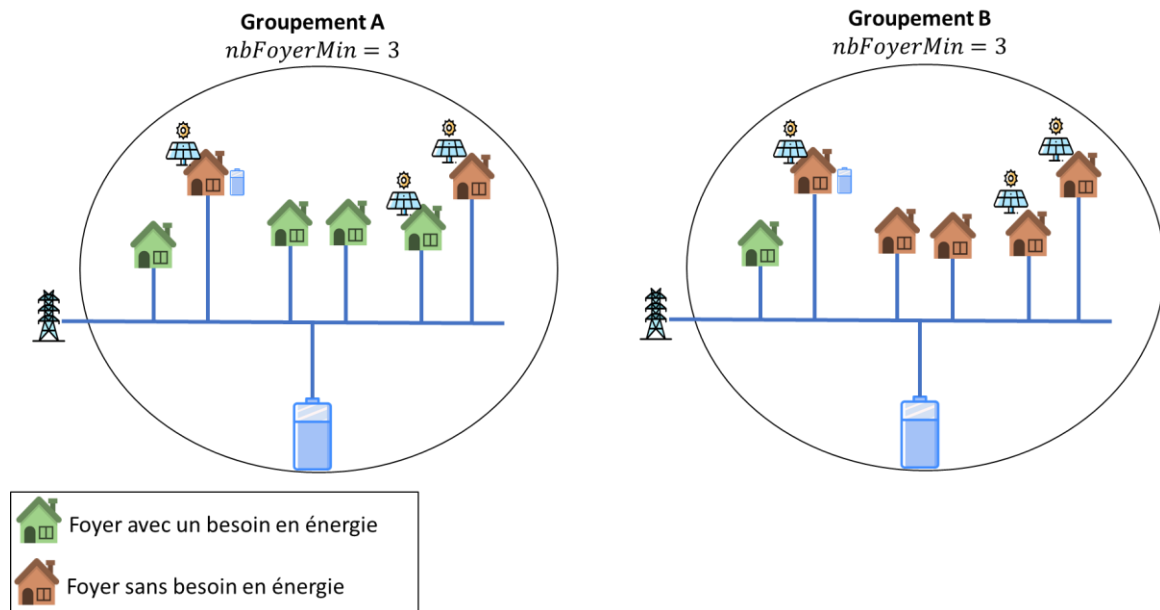 Groupement A
nbFoyerMin = 3
Groupement B
nbFoyerMin = 3
Foyer avec un besoin en énergie
Foyer sans besoin en énergie